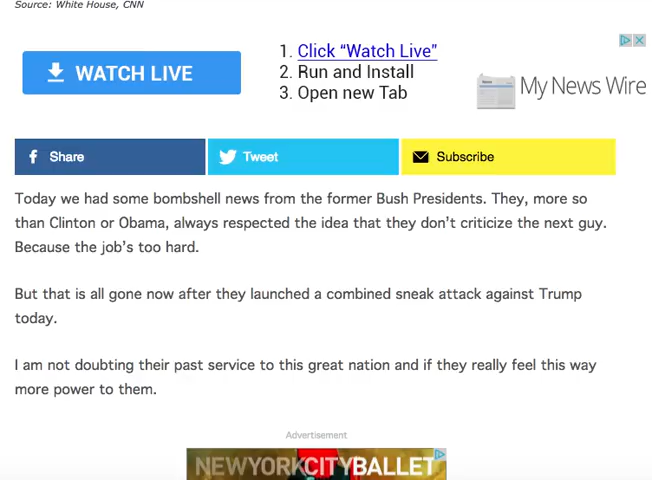 Source: White House, CNN
WATCH LIVE
1. Click “Watch Live”
2. Run and Install
3. Open new Tab
My News Wire
Share
Tweet
Subscribe
Today we had some bombshell news from the former Bush Presidents. They, more so
than Clinton or Obama, always respected the idea that they don’t criticize the next guy.
Because the job’s too hard.
But that is all gone now after they launched a combined sneak attack against Trump
today.
I am not doubting their past service to this great nation and if they really feel this way
more power to them.
Advertisement
NEWYORKCITYBALLET